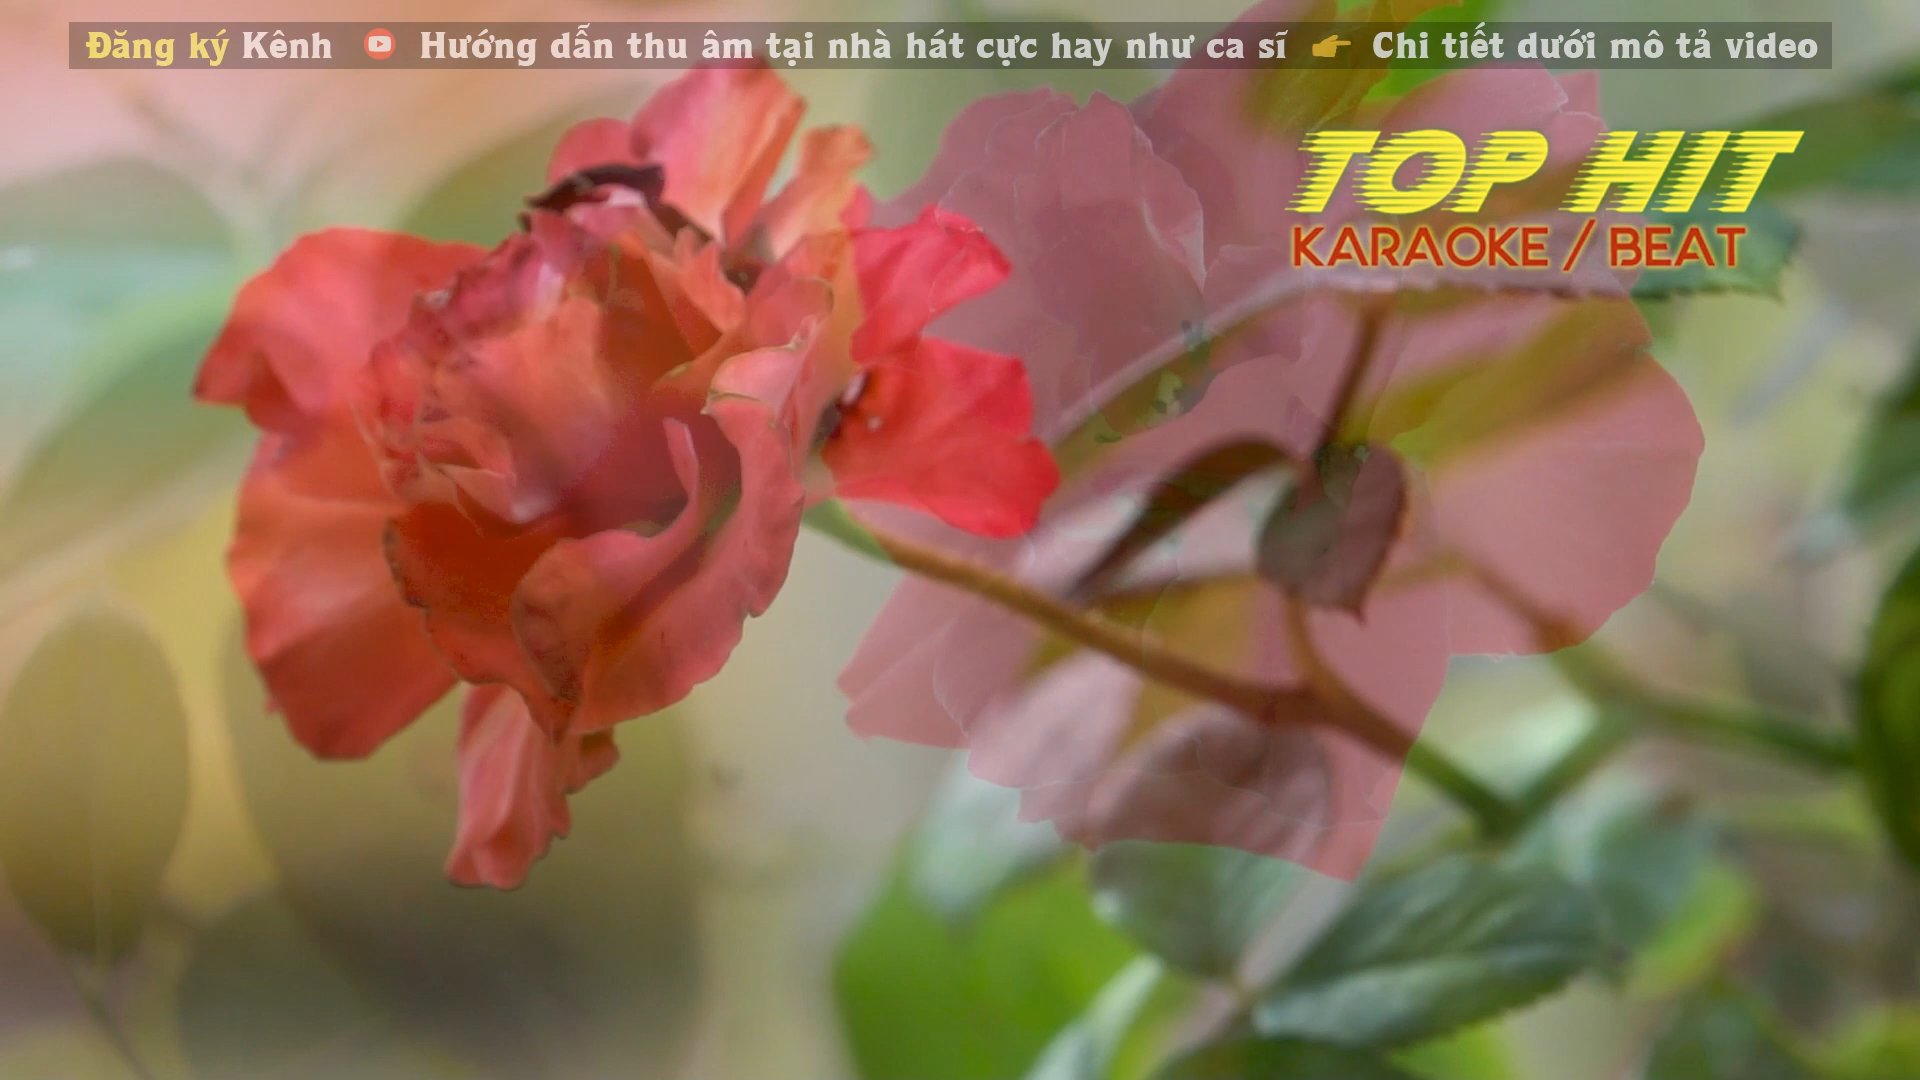 Đăng ký Kênh Hướng dẫn thu âm tại nhà hát cực hay như ca sĩ Chi tiết dưới mô tả video
TOP HIT
KARAOKE / BEAT